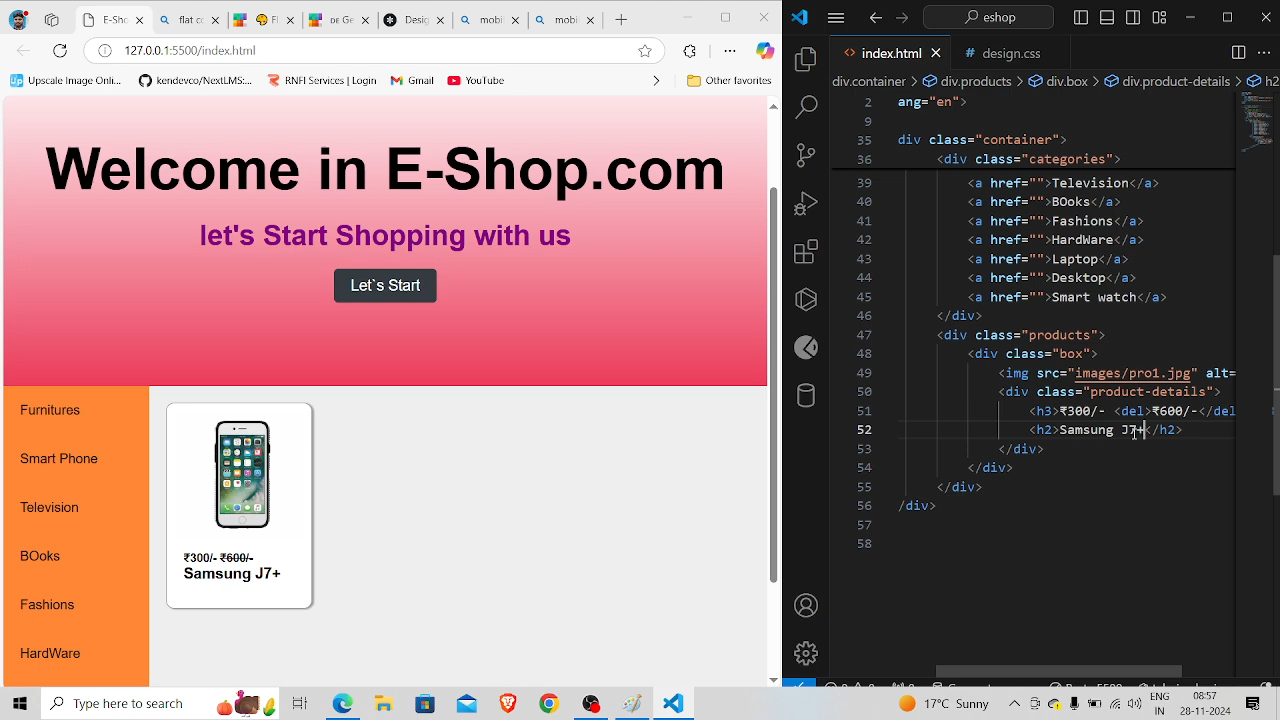 E-Sho
flat c
Fl
de Ge
Desig
mobi
mobi
127.0.0.1:5500/index.html
Upscale Image Conv...
kendevco/NextLMS:...
RNFI Services | Login
Gmail
YouTube
Other favorites
Welcome in E-Shop.com
let's Start Shopping with us
Let`s Start
Furnitures
Smart Phone
Television
BOoks
Fashions
HardWare
₹300/- ₹600/-
Samsung J7+
eshop
index.html
# design.css
div.container > div.products > div.box > div.product-details > h2
2 ang="en">
9
35 div class="container">
36 <div class="categories">
39 <a href="">Television</a>
40 <a href="">BOoks</a>
41 <a href="">Fashions</a>
42 <a href="">HardWare</a>
43 <a href="">Laptop</a>
44 <a href="">Desktop</a>
45 <a href="">Smart watch</a>
46 </div>
47 <div class="products">
48 <div class="box">
49 <img src="images/pro1.jpg" alt=
50 <div class="product-details">
51 <h3>₹300/- <del>₹600/-</del
52 <h2>Samsung J7+</h2>
53 </div>
54 </div>
55 </div>
56 /div>
57
58
Type here to search
17°C Sunny
ENG
IN
08:57
28-11-2024